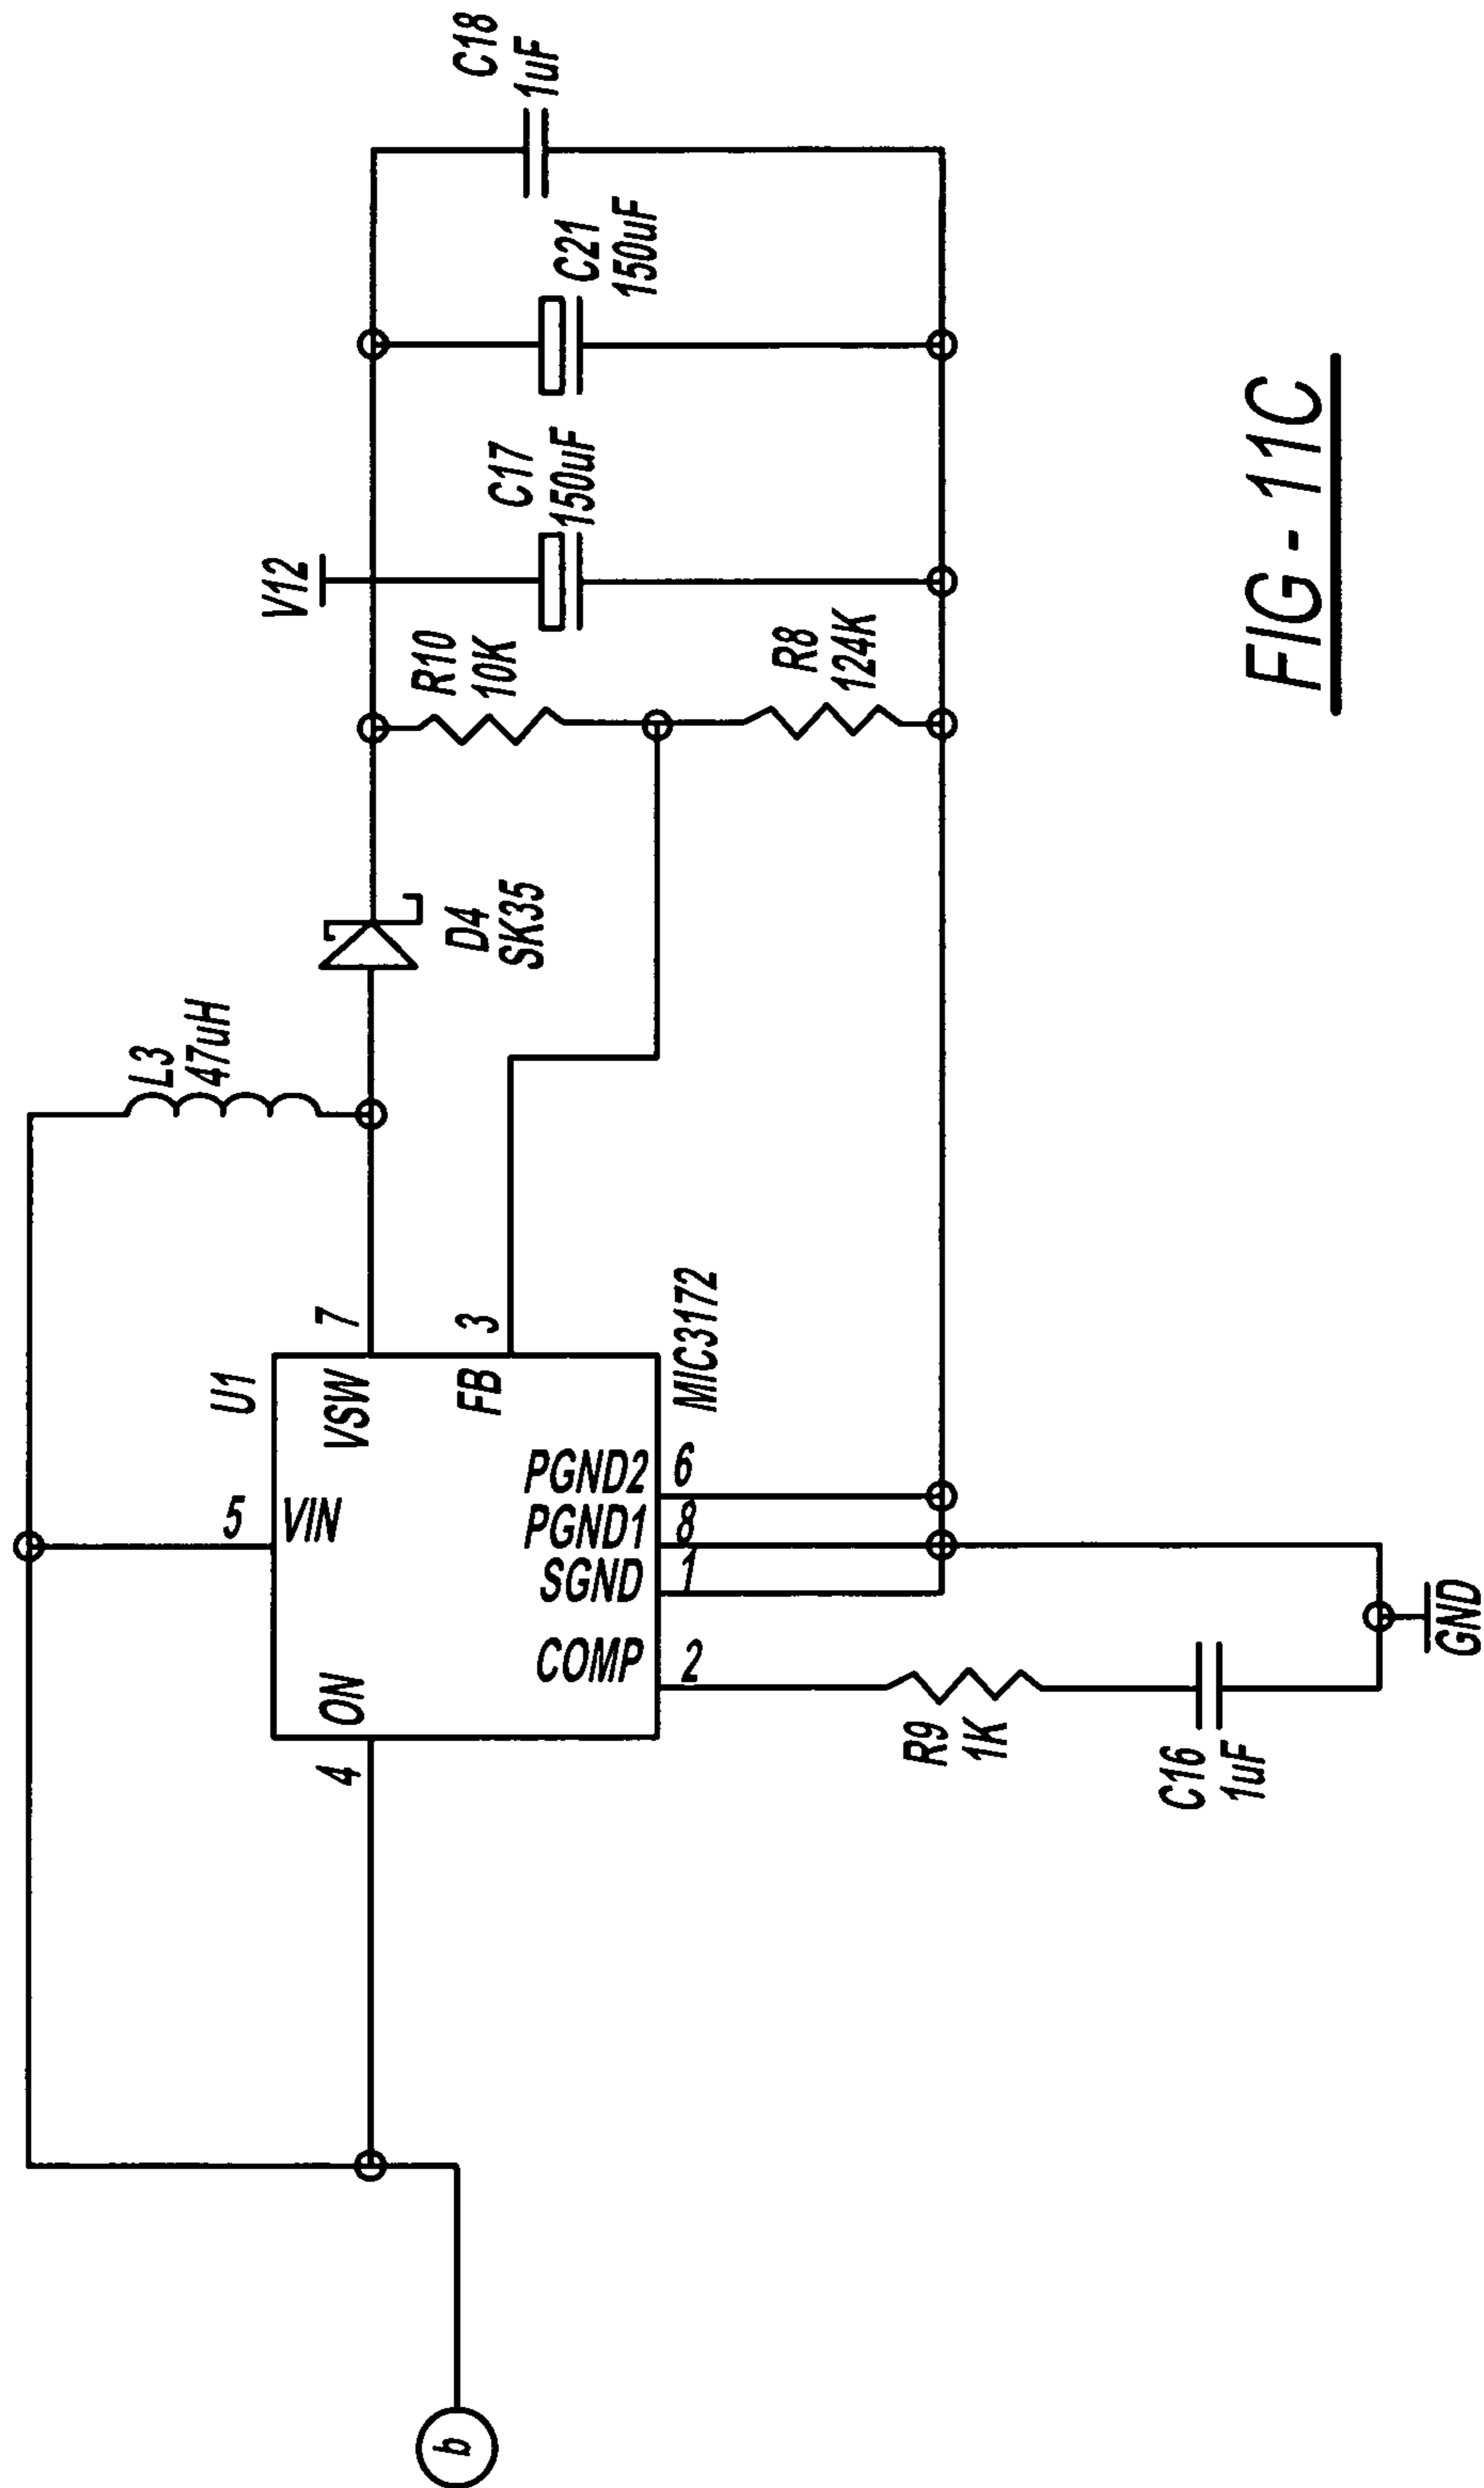 L3
47uH
V12
C18
1uF
D4
SK35
R10
10K
C17
150uF
C21
150uF
U1
5
VIN
VSW
7
FB
3
ON
4
PGND2
6
PGND1
8
SGND
1
COMP
2
MIC3172
R8
124K
R9
1K
C16
1uF
GND
b
FIG - 11C